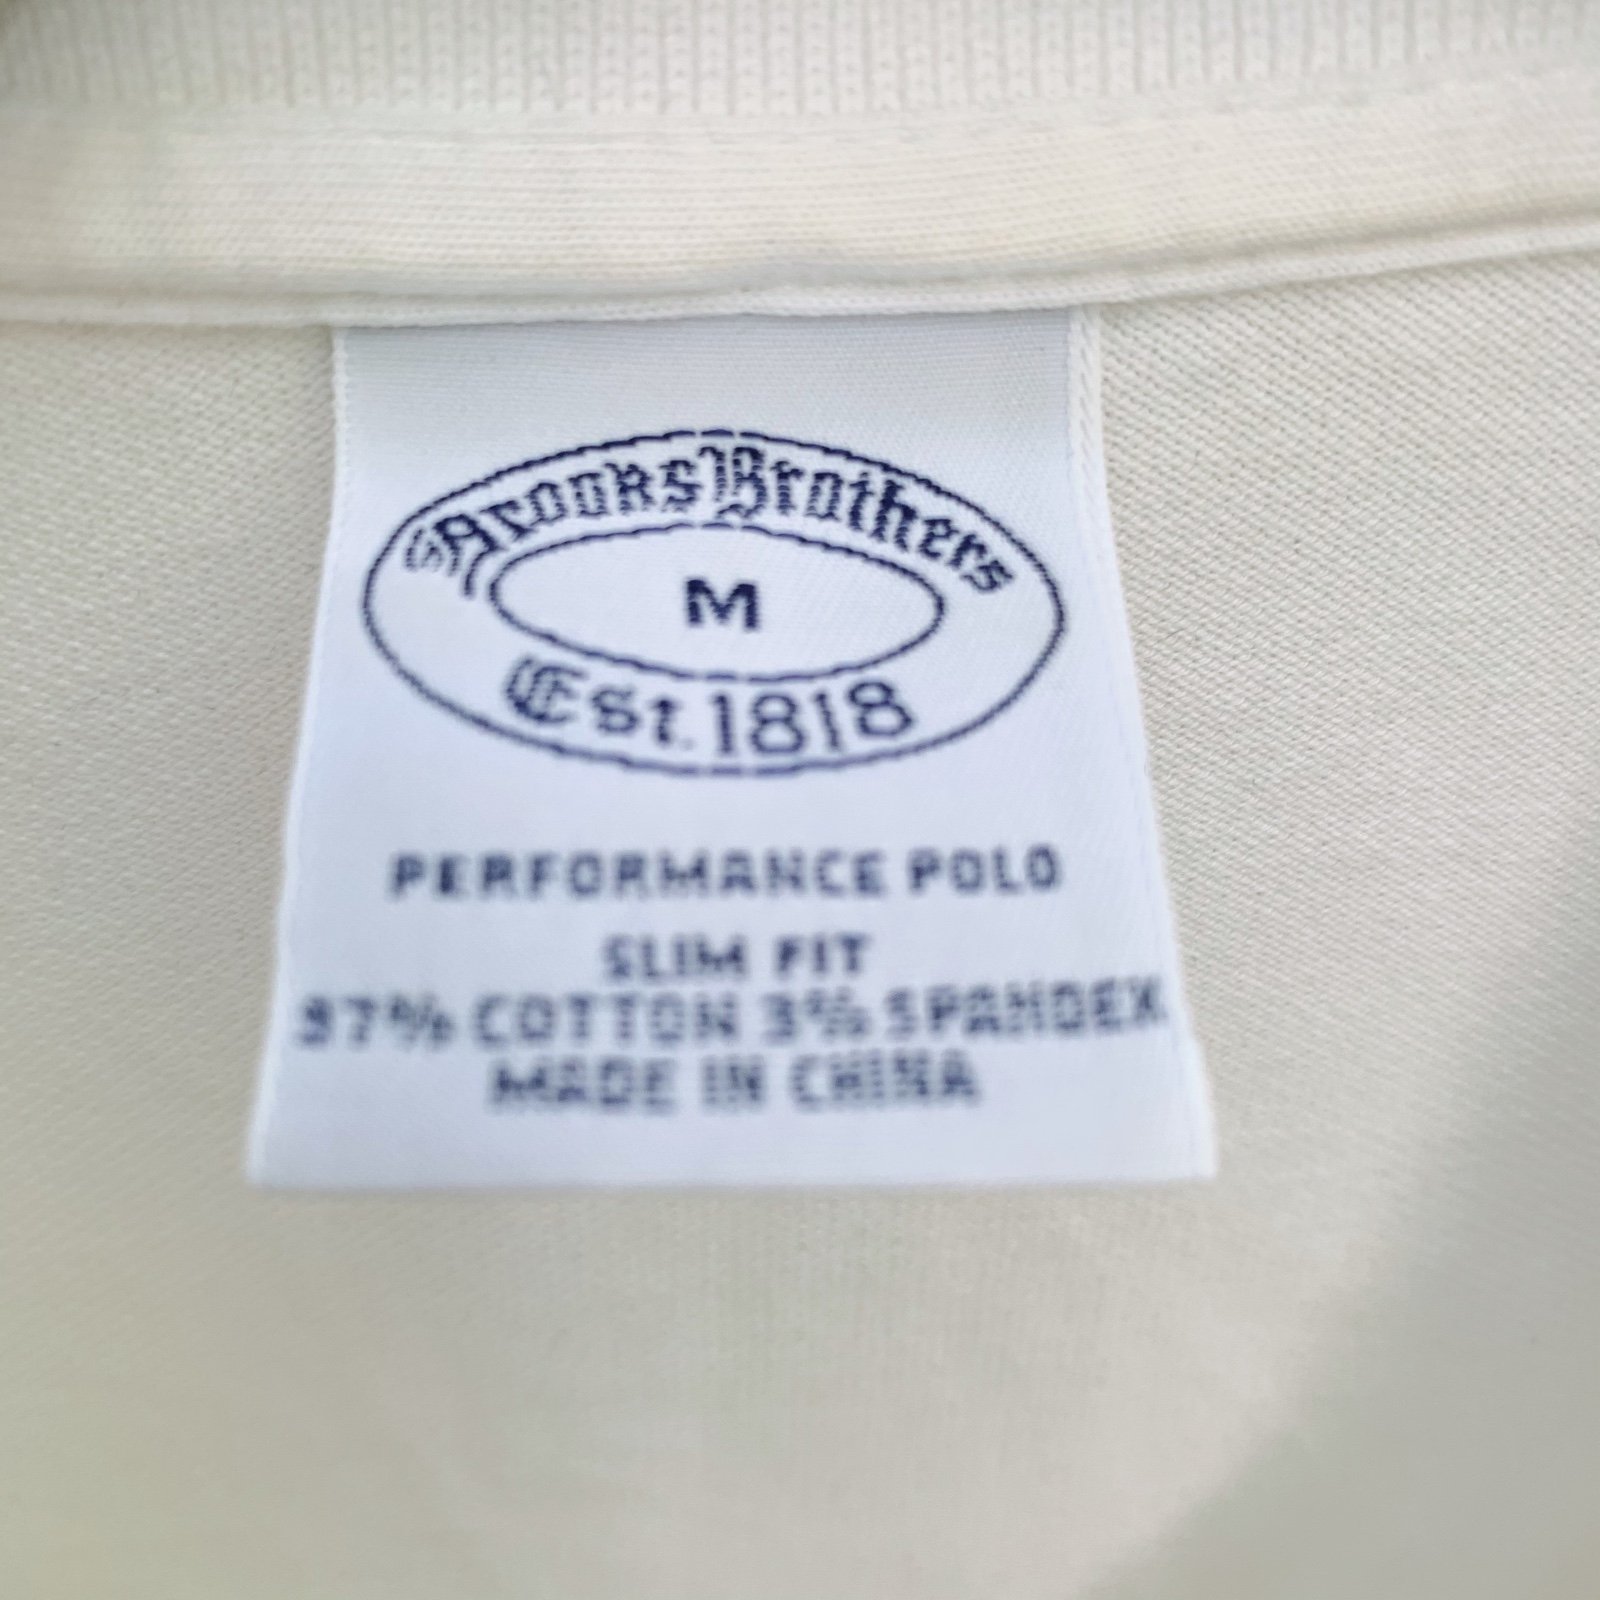 Brooks Brothers
M
Est. 1818
PERFORMANCE POLO
SLIM FIT
97% COTTON 3% SPANDEX
MADE IN CHINA